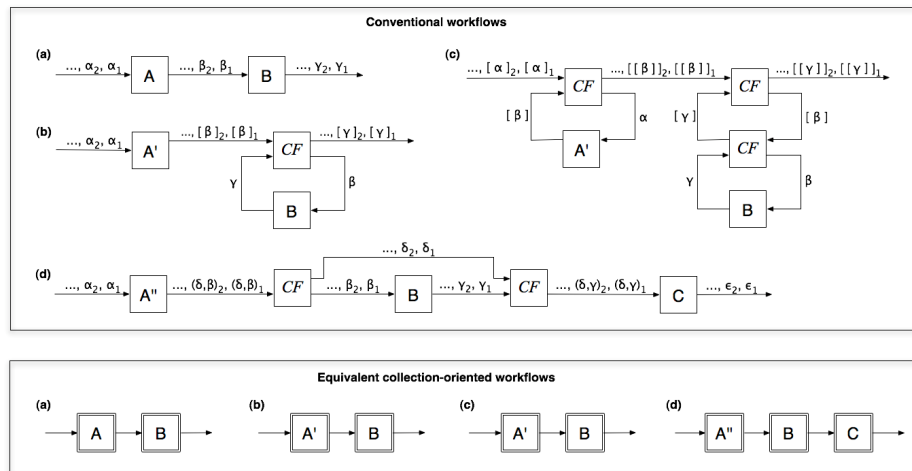 Conventional workflows
(a)
..., α₂, α₁
A
..., β₂, β₁
B
..., γ₂, γ₁
(b)
..., α₂, α₁
A'
..., [β]₂, [β]₁
CF
..., [γ]₂, [γ]₁
γ
β
B
(c)
..., [α]₂, [α]₁
CF
..., [[β]]₂, [[β]]₁
CF
..., [[γ]]₂, [[γ]]₁
[β]
α
A'
[γ]
[β]
CF
γ
β
B
(d)
..., δ₂, δ₁
..., α₂, α₁
A"
..., (δ,β)₂, (δ,β)₁
CF
..., β₂, β₁
B
..., γ₂, γ₁
CF
..., (δ,γ)₂, (δ,γ)₁
C
..., ϵ₂, ϵ₁
Equivalent collection-oriented workflows
(a)
A
B
(b)
A'
B
(c)
A'
B
(d)
A"
B
C